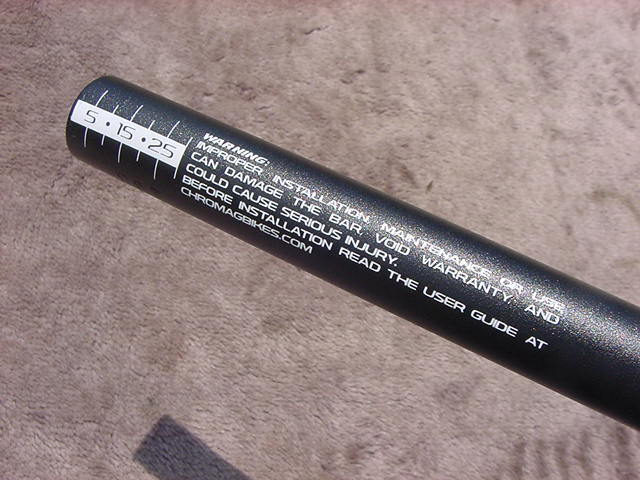 5 • 15 • 25
WARNING:
IMPROPER INSTALLATION, MAINTENANCE OR USE
CAN DAMAGE THE BAR, VOID WARRANTY, AND
COULD CAUSE SERIOUS INJURY.
BEFORE INSTALLATION READ THE USER GUIDE AT
CHROMAGBIKES.COM